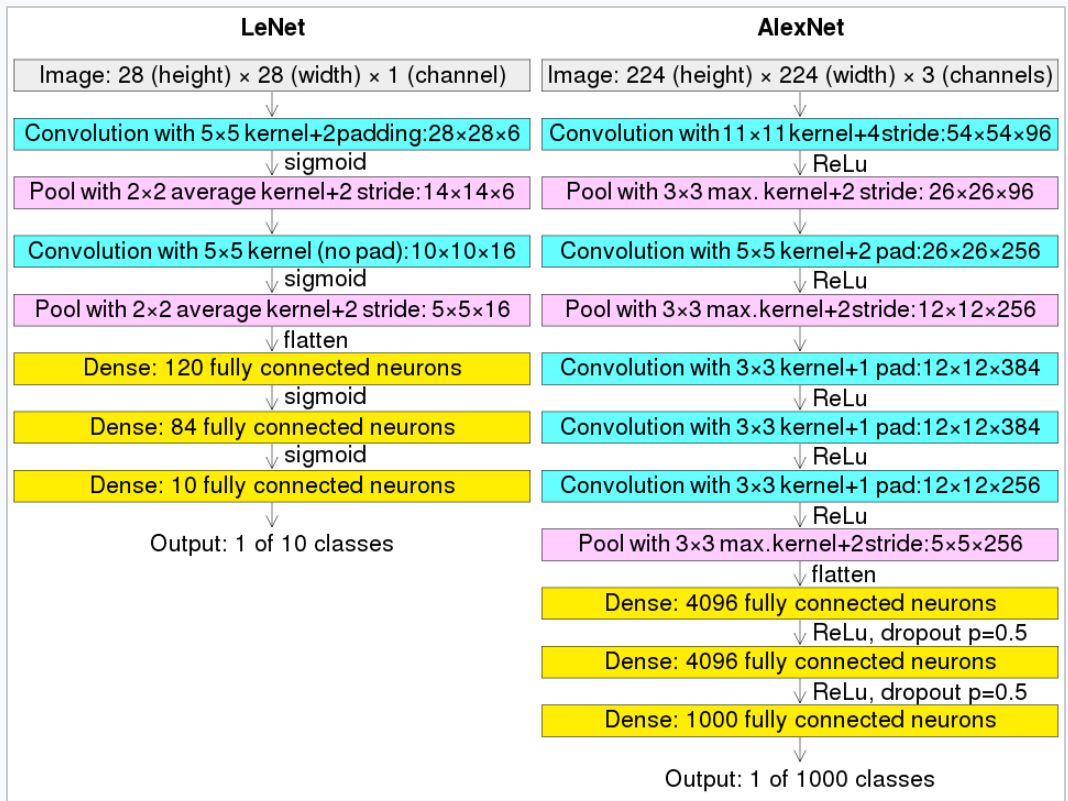 LeNet
Image: 28 (height) × 28 (width) × 1 (channel)
Convolution with 5×5 kernel+2padding:28×28×6
sigmoid
Pool with 2×2 average kernel+2 stride:14×14×6
Convolution with 5×5 kernel (no pad):10×10×16
sigmoid
Pool with 2×2 average kernel+2 stride: 5×5×16
flatten
Dense: 120 fully connected neurons
sigmoid
Dense: 84 fully connected neurons
sigmoid
Dense: 10 fully connected neurons
Output: 1 of 10 classes
AlexNet
Image: 224 (height) × 224 (width) × 3 (channels)
Convolution with 11×11 kernel+4stride:54×54×96
ReLu
Pool with 3×3 max. kernel+2 stride: 26×26×96
Convolution with 5×5 kernel+2 pad:26×26×256
ReLu
Pool with 3×3 max.kernel+2stride:12×12×256
Convolution with 3×3 kernel+1 pad:12×12×384
ReLu
Convolution with 3×3 kernel+1 pad:12×12×384
ReLu
Convolution with 3×3 kernel+1 pad:12×12×256
ReLu
Pool with 3×3 max.kernel+2stride:5×5×256
flatten
Dense: 4096 fully connected neurons
ReLu, dropout p=0.5
Dense: 4096 fully connected neurons
ReLu, dropout p=0.5
Dense: 1000 fully connected neurons
Output: 1 of 1000 classes